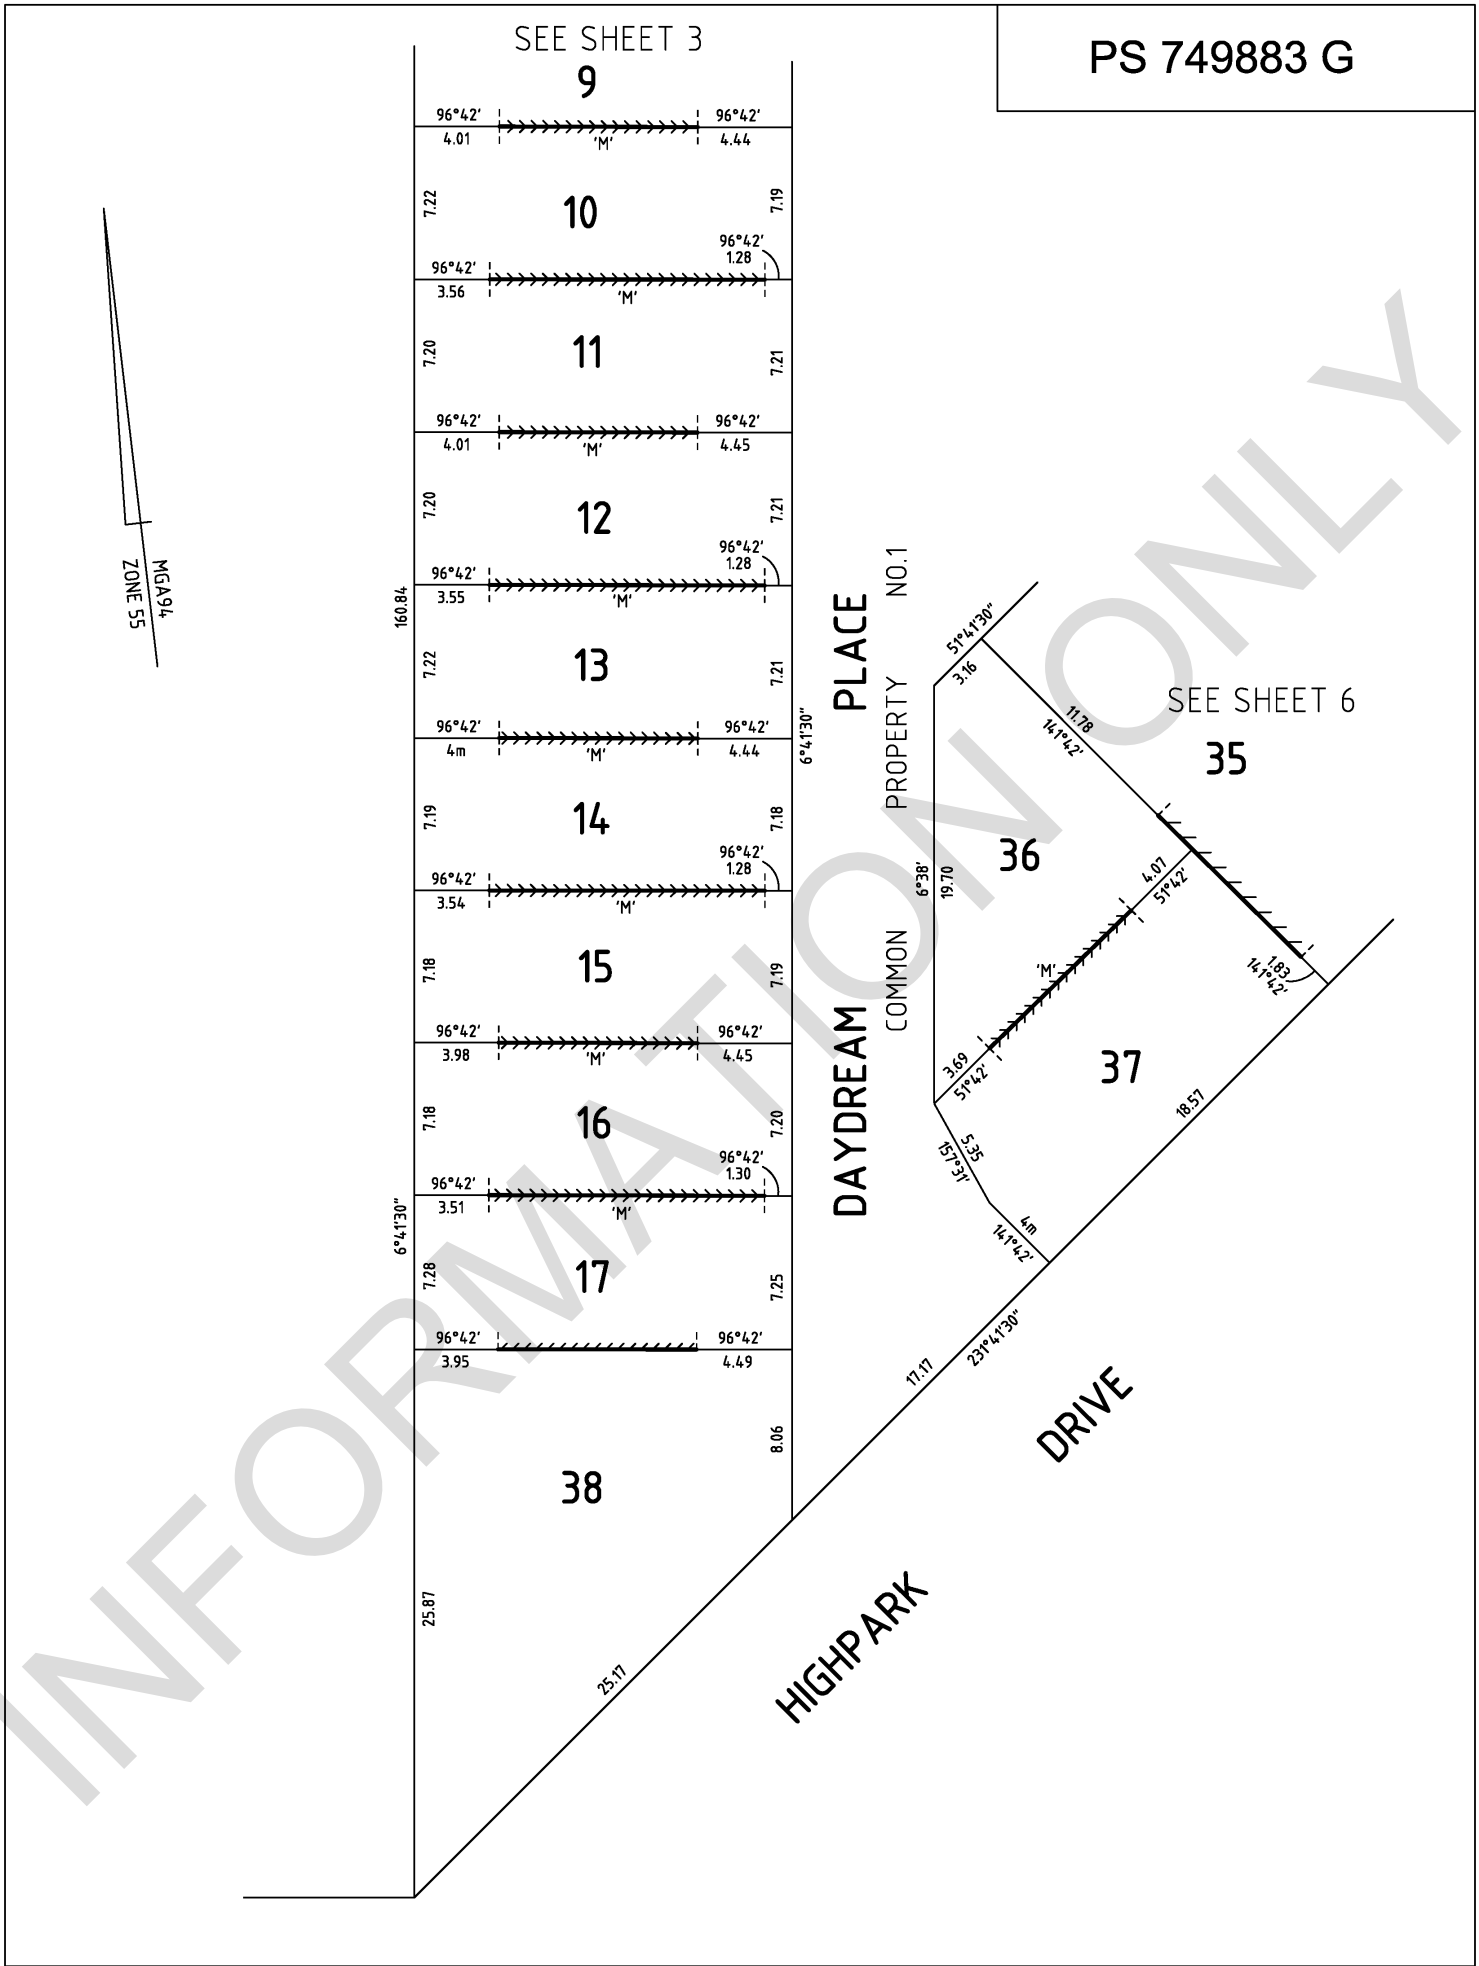 SEE SHEET 3
PS 749883 G
9
96°42' 96°42'
4.01 'M' 4.44
7.22 10 7.19
96°42'
1.28
96°42'
3.56 'M'
7.20 11 7.21
96°42' 96°42'
4.01 'M' 4.45
7.20 12 7.21
96°42'
1.28
96°42'
3.55 'M'
160.84
7.22 13 7.21
96°42' 96°42'
4m 'M' 4.44
6°41'30"
7.19 14 7.18
96°42'
1.28
96°42'
3.54 'M'
7.18 15 7.19
96°42' 96°42'
3.98 'M' 4.45
7.18 16 7.20
96°42'
1.30
96°42'
3.51 'M'
6°41'30"
7.28 17 7.25
96°42' 96°42'
3.95 4.49
8.06
38
25.87
25.17
MGA94
ZONE 55
DAYDREAM PLACE
COMMON PROPERTY NO.1
51°41'30"
3.16
11.78
141°42'
SEE SHEET 6
35
36
6°38'
19.70
4.07
51°42'
'M'
1.83
141°42'
3.69
51°42'
37
18.57
5.35
157°31'
4m
141°42'
17.17
231°41'30"
HIGHPARK DRIVE
INFORMATION ONLY